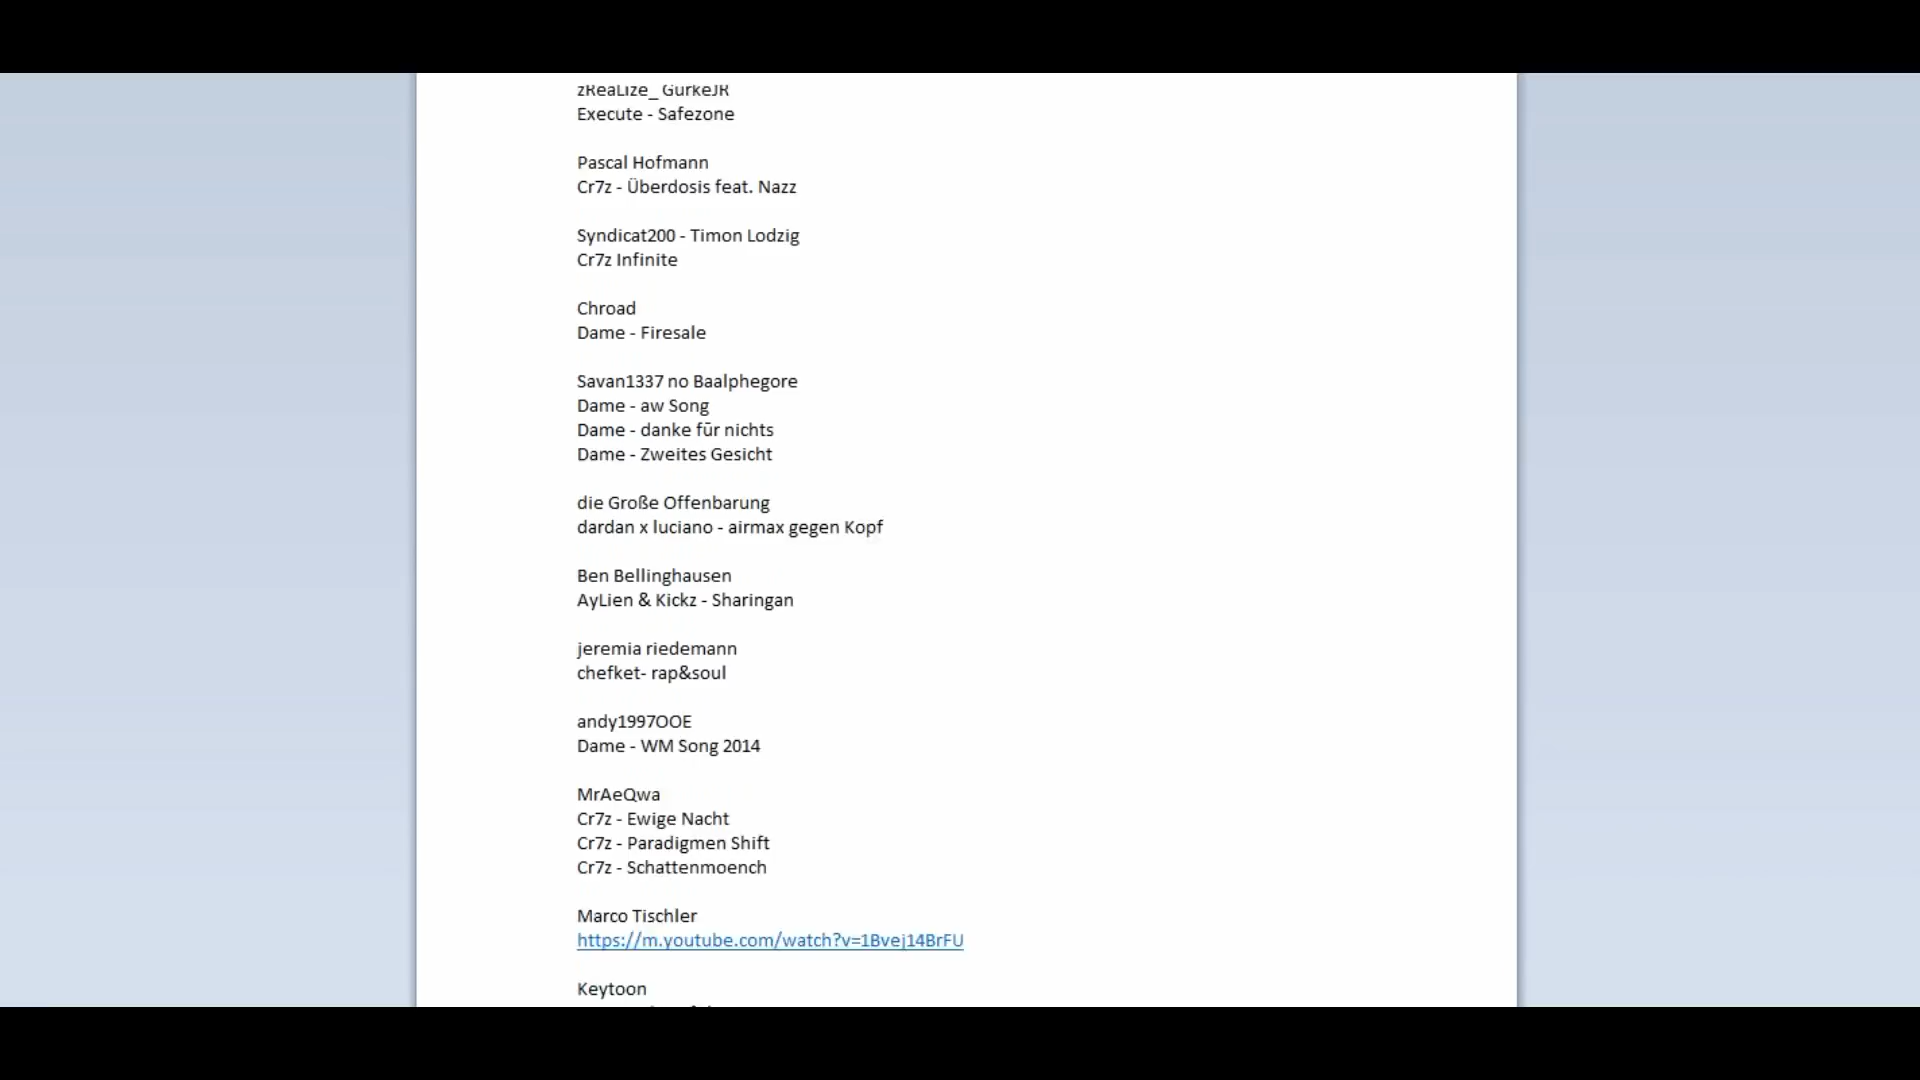 zReaLize_ GurkeJR
Execute - Safezone
Pascal Hofmann
Cr7z - Überdosis feat. Nazz
Syndicat200 - Timon Lodzig
Cr7z Infinite
Chroad
Dame - Firesale
Savan1337 no Baalphegore
Dame - aw Song
Dame - danke für nichts
Dame - Zweites Gesicht
die Große Offenbarung
dardan x luciano - airmax gegen Kopf
Ben Bellinghausen
AyLien & Kickz - Sharingan
jeremia riedemann
chefket- rap&soul
andy1997OOE
Dame - WM Song 2014
MrAeQwa
Cr7z - Ewige Nacht
Cr7z - Paradigmen Shift
Cr7z - Schattenmoench
Marco Tischler
https://m.youtube.com/watch?v=1Bvej14BrFU
Keytoon